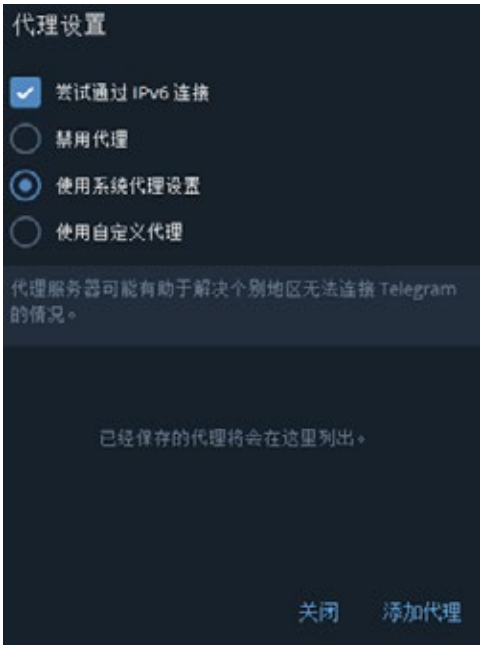 代理设置
尝试通过 IPv6 连接
禁用代理
使用系统代理设置
使用自定义代理
代理服务器可能有助于解决个别地区无法连接 Telegram
的情况。
已经保存的代理将会在这里列出。
关闭 添加代理